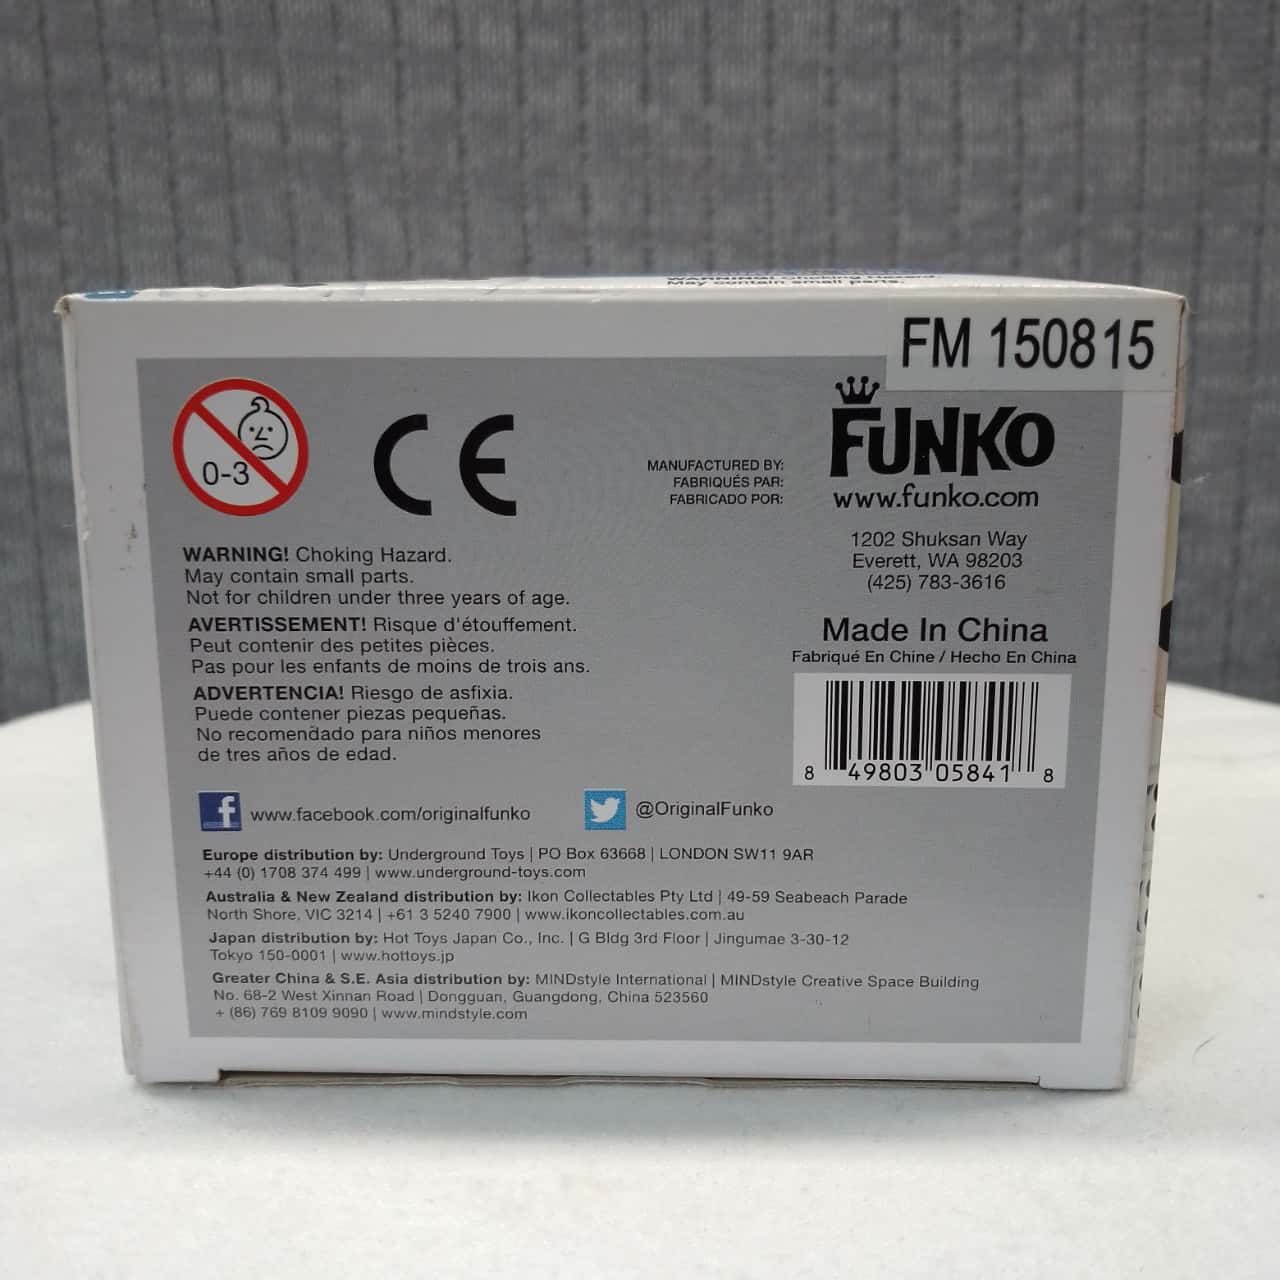 WARNING! Choking Hazard.
May contain small parts.
FM 150815
0-3
CE
MANUFACTURED BY:
FABRIQUÉS PAR:
FABRICADO POR:
FUNKO
www.funko.com
1202 Shuksan Way
Everett, WA 98203
(425) 783-3616
Made In China
Fabriqué En Chine / Hecho En China
8 49803 05841 8
WARNING! Choking Hazard.
May contain small parts.
Not for children under three years of age.
AVERTISSEMENT! Risque d'étouffement.
Peut contenir des petites pièces.
Pas pour les enfants de moins de trois ans.
ADVERTENCIA! Riesgo de asfixia.
Puede contener piezas pequeñas.
No recomendado para niños menores
de tres años de edad.
f www.facebook.com/originalfunko
@OriginalFunko
Europe distribution by: Underground Toys | PO Box 63668 | LONDON SW11 9AR
+44 (0) 1708 374 499 | www.underground-toys.com
Australia & New Zealand distribution by: Ikon Collectables Pty Ltd | 49-59 Seabeach Parade
North Shore, VIC 3214 | +61 3 5240 7900 | www.ikoncollectables.com.au
Japan distribution by: Hot Toys Japan Co., Inc. | G Bldg 3rd Floor | Jingumae 3-30-12
Tokyo 150-0001 | www.hottoys.jp
Greater China & S.E. Asia distribution by: MINDstyle International | MINDstyle Creative Space Building
No. 68-2 West Xinnan Road | Dongguan, Guangdong, China 523560
+ (86) 769 8109 9090 | www.mindstyle.com